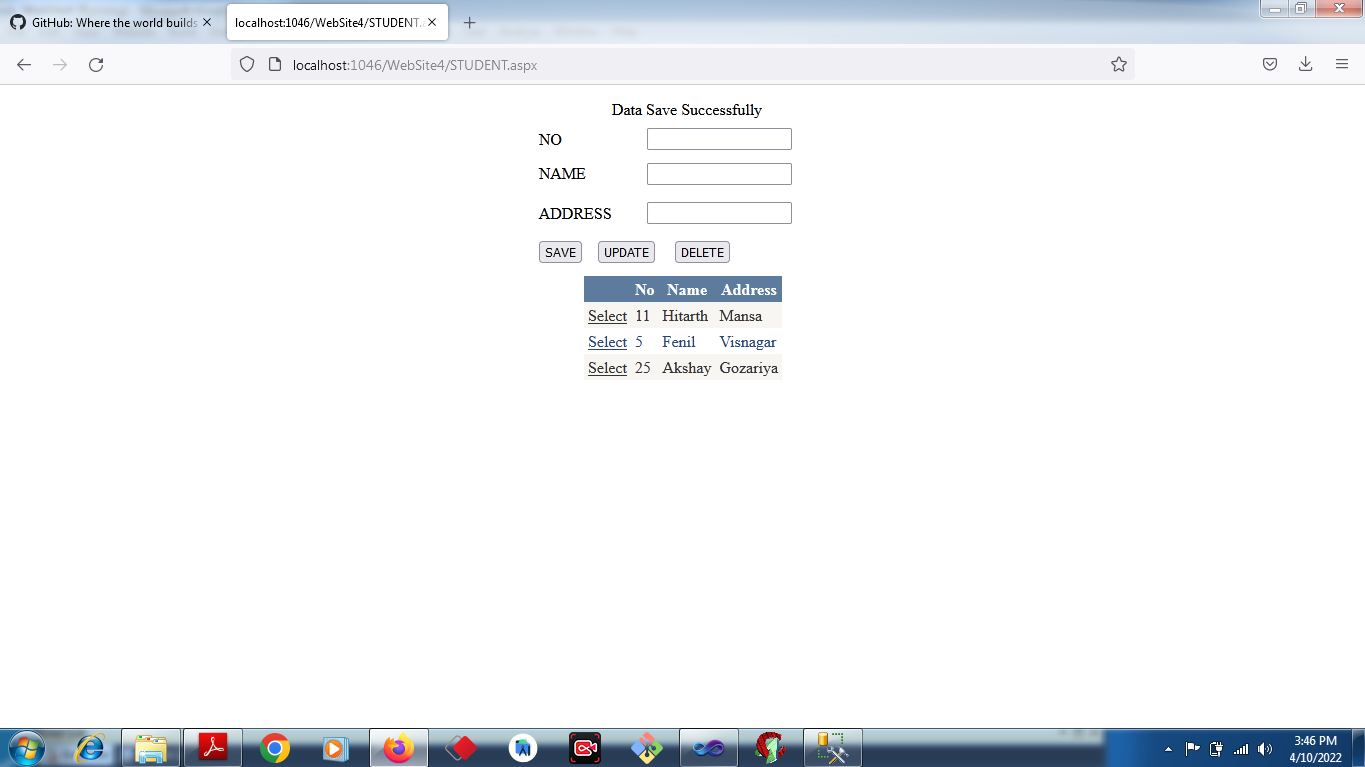 GitHub: Where the world builds
localhost:1046/WebSite4/STUDENT.
localhost:1046/WebSite4/STUDENT.aspx
Data Save Successfully
NO
NAME
ADDRESS
SAVE UPDATE DELETE
No Name Address
Select 11 Hitarth Mansa
Select 5 Fenil Visnagar
Select 25 Akshay Gozariya
3:46 PM
4/10/2022